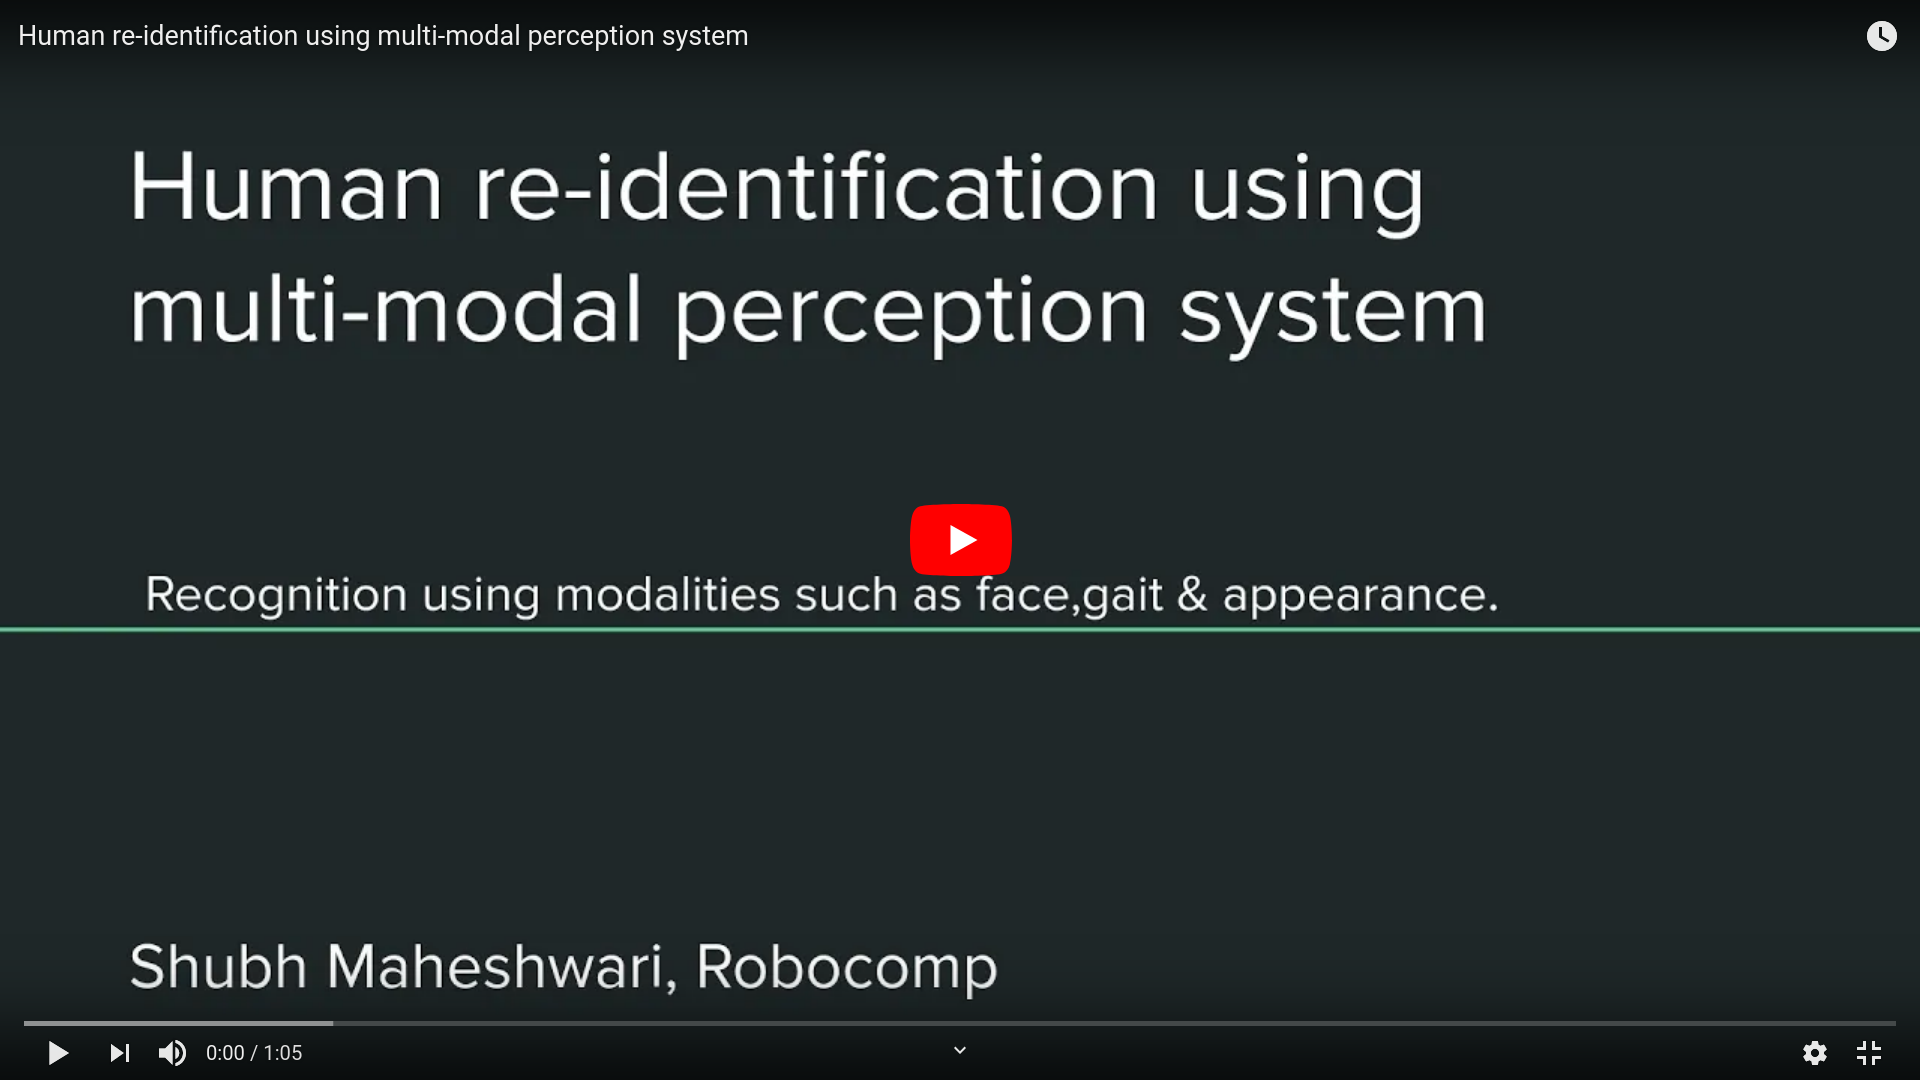 Human re-identification using multi-modal perception system
Human re-identification using
multi-modal perception system
Recognition using modalities such as face,gait & appearance.
Shubh Maheshwari, Robocomp
0:00 / 1:05